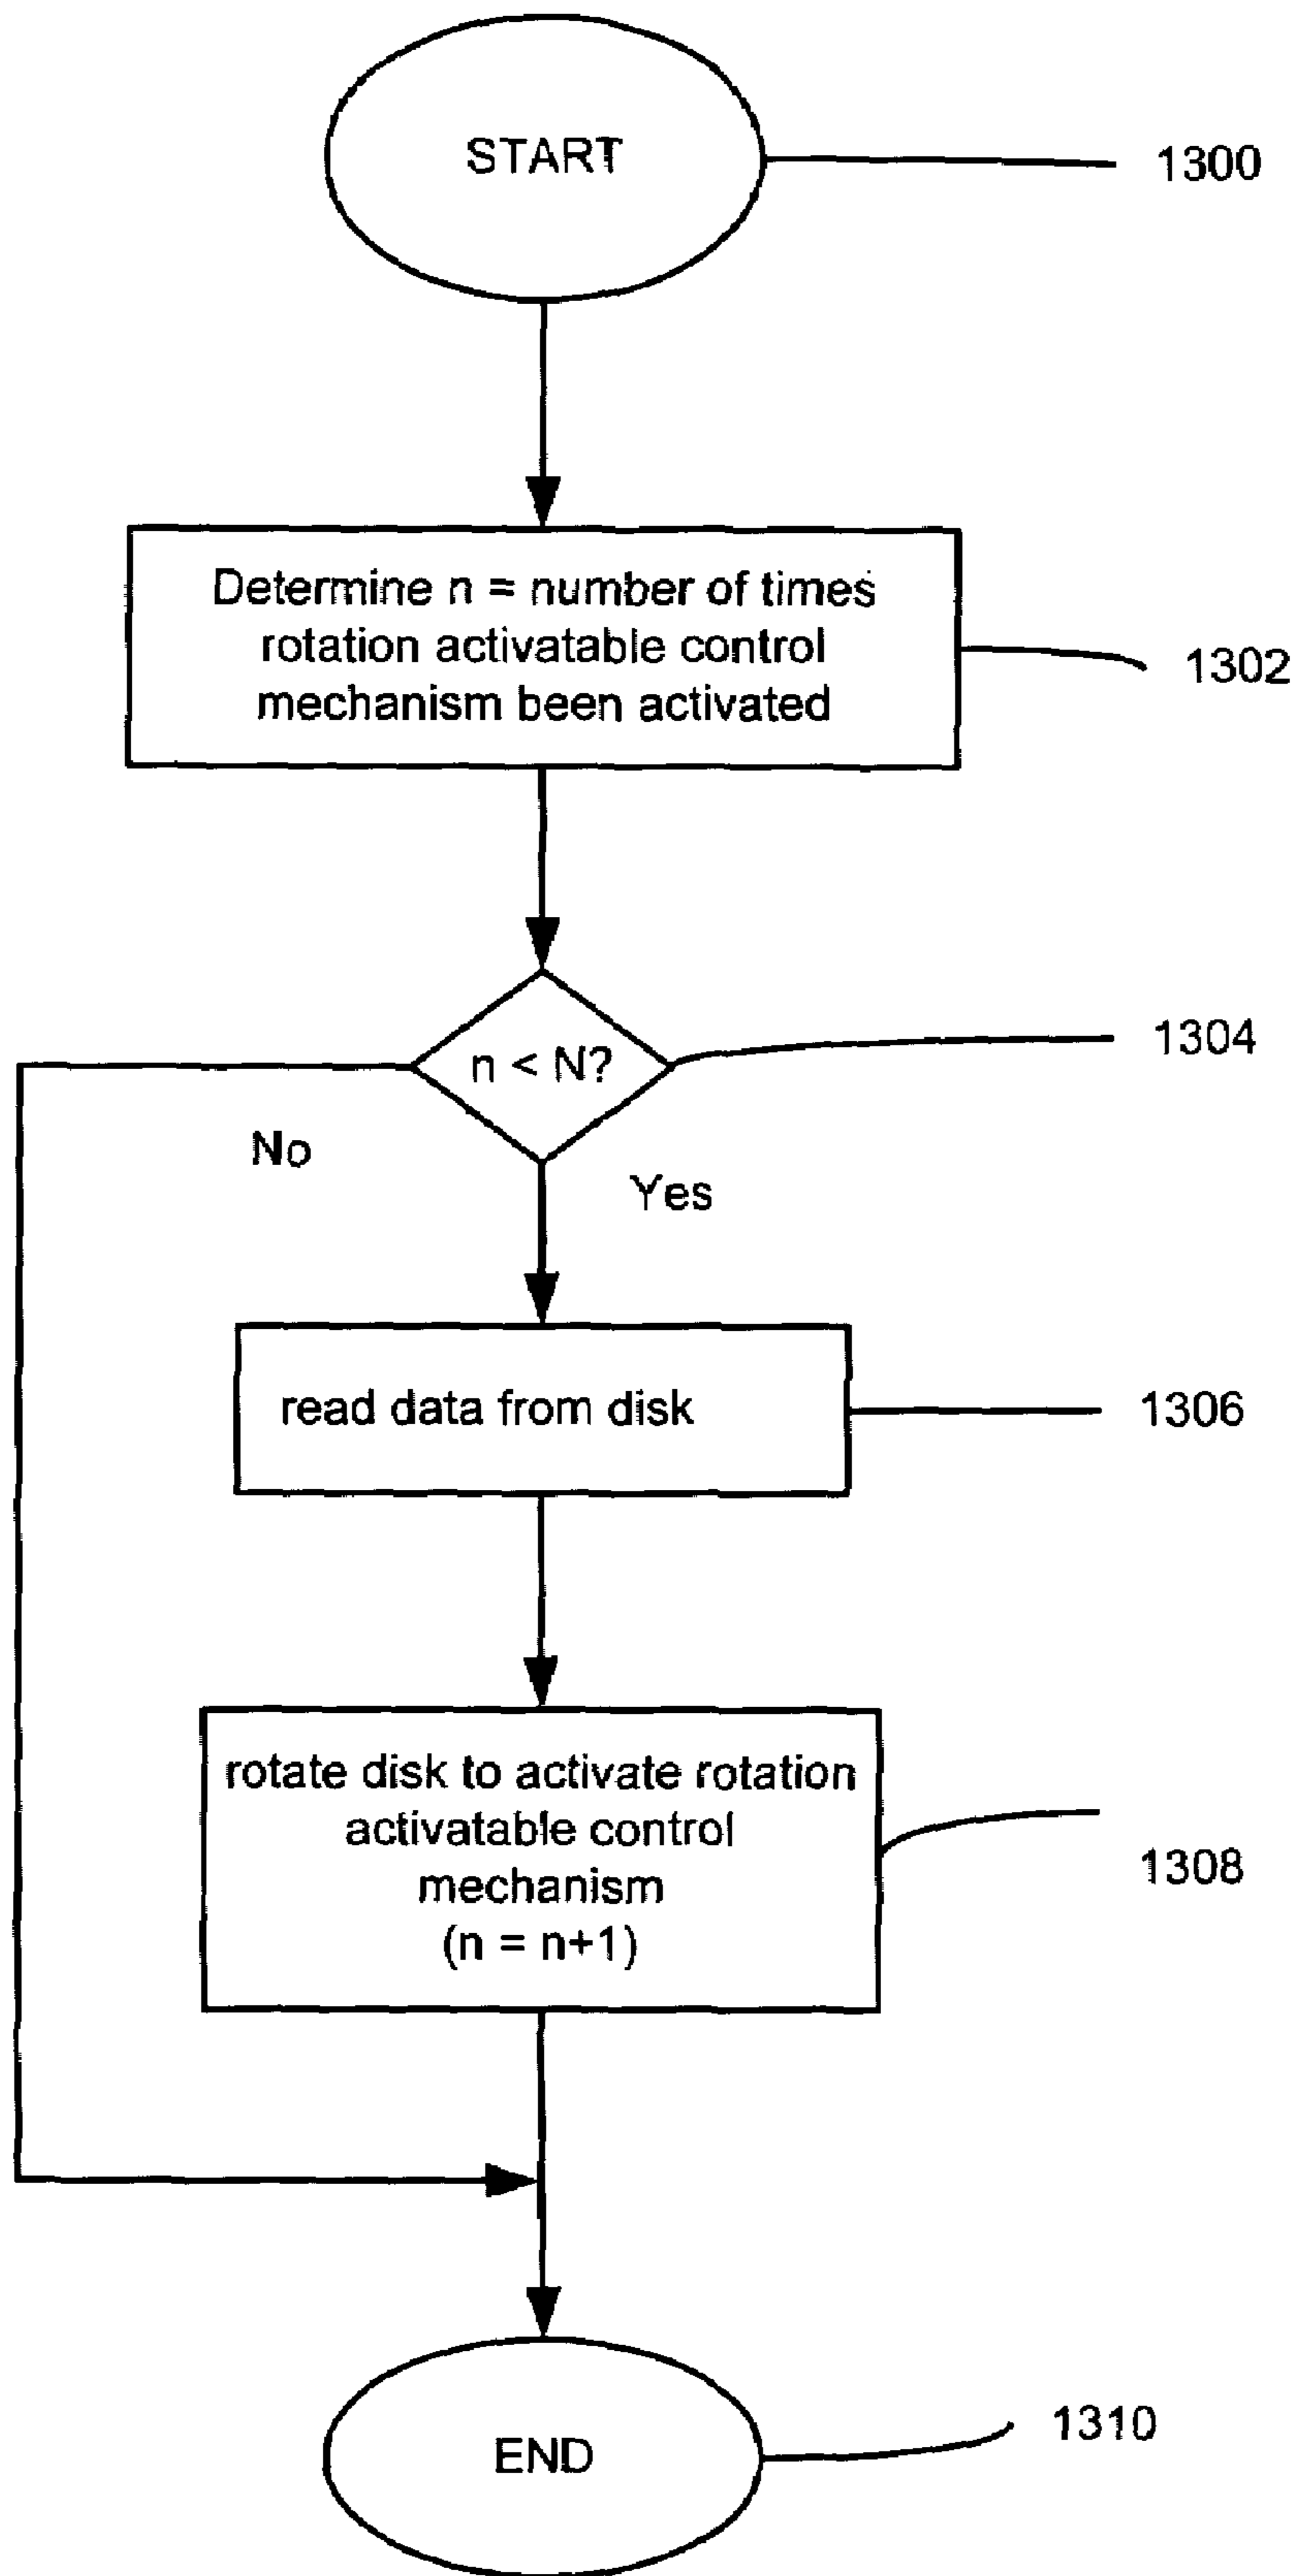 START
1300
Determine n = number of times
rotation activatable control
mechanism been activated
1302
n < N?
1304
No
Yes
read data from disk
1306
rotate disk to activate rotation
activatable control
mechanism
(n = n+1)
1308
END
1310